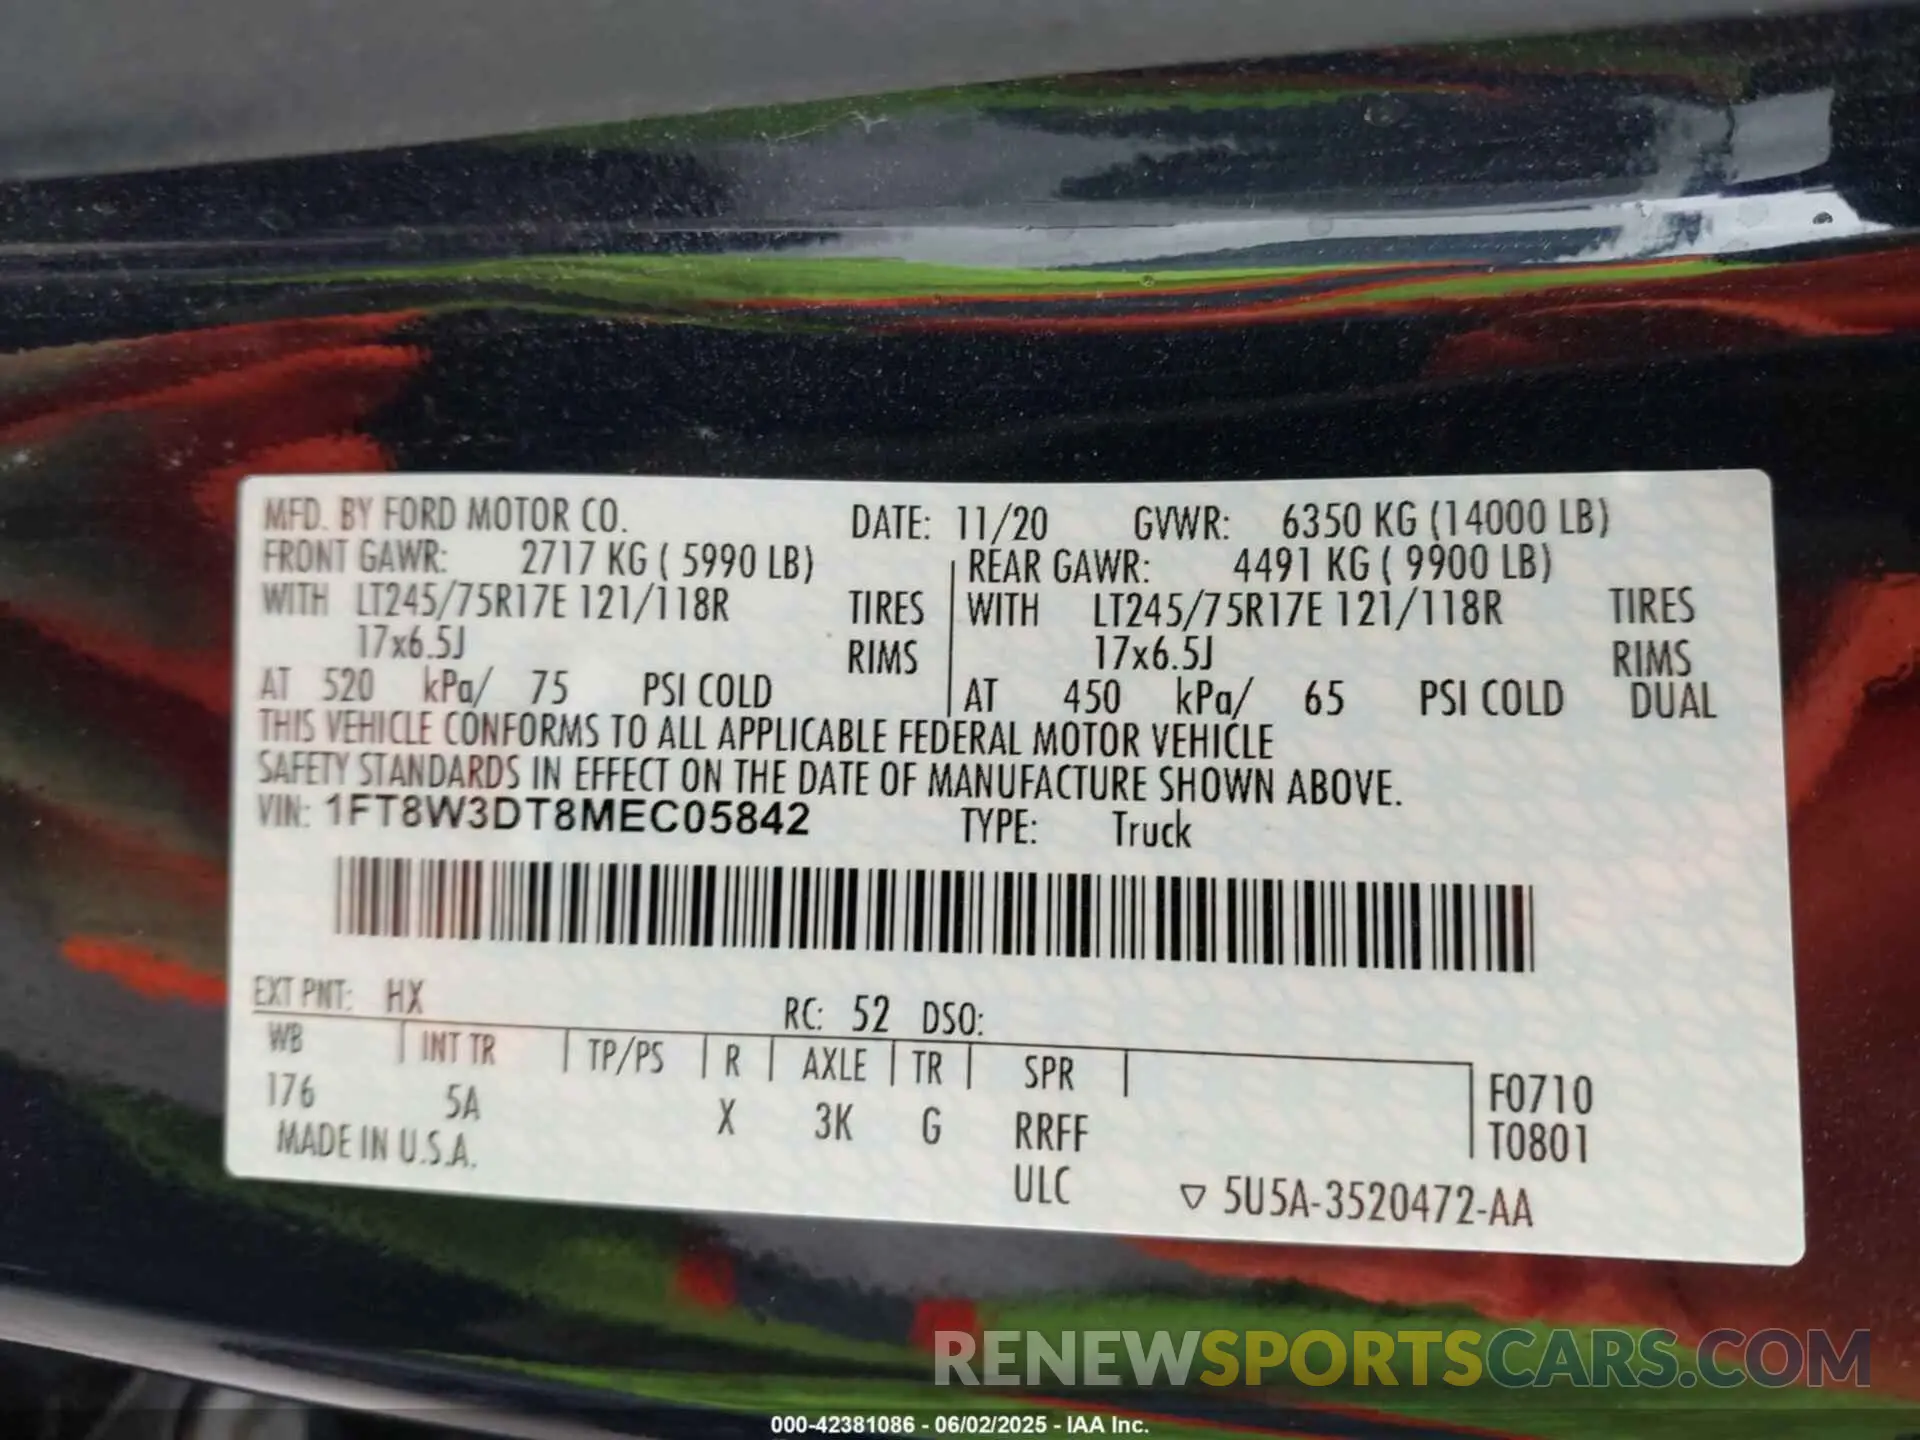 MFD. BY FORD MOTOR CO. DATE: 11/20 GVWR: 6350 KG (14000 LB)
FRONT GAWR: 2717 KG ( 5990 LB) REAR GAWR: 4491 KG ( 9900 LB)
WITH LT245/75R17E 121/118R TIRES WITH LT245/75R17E 121/118R TIRES
17x6.5J RIMS 17x6.5J RIMS
AT 520 kPa/ 75 PSI COLD AT 450 kPa/ 65 PSI COLD DUAL
THIS VEHICLE CONFORMS TO ALL APPLICABLE FEDERAL MOTOR VEHICLE
SAFETY STANDARDS IN EFFECT ON THE DATE OF MANUFACTURE SHOWN ABOVE.
VIN: 1FT8W3DT8MEC05842 TYPE: Truck
EXT PNT: HX RC: 52 DSO:
WB INT TR TP/PS R AXLE TR SPR
176 5A X 3K G RRFF F0710
MADE IN U.S.A. ULC T0801
▽ 5U5A-3520472-AA
RENEWSPORTSCARS.COM
000-42381086 - 06/02/2025 - IAA Inc.